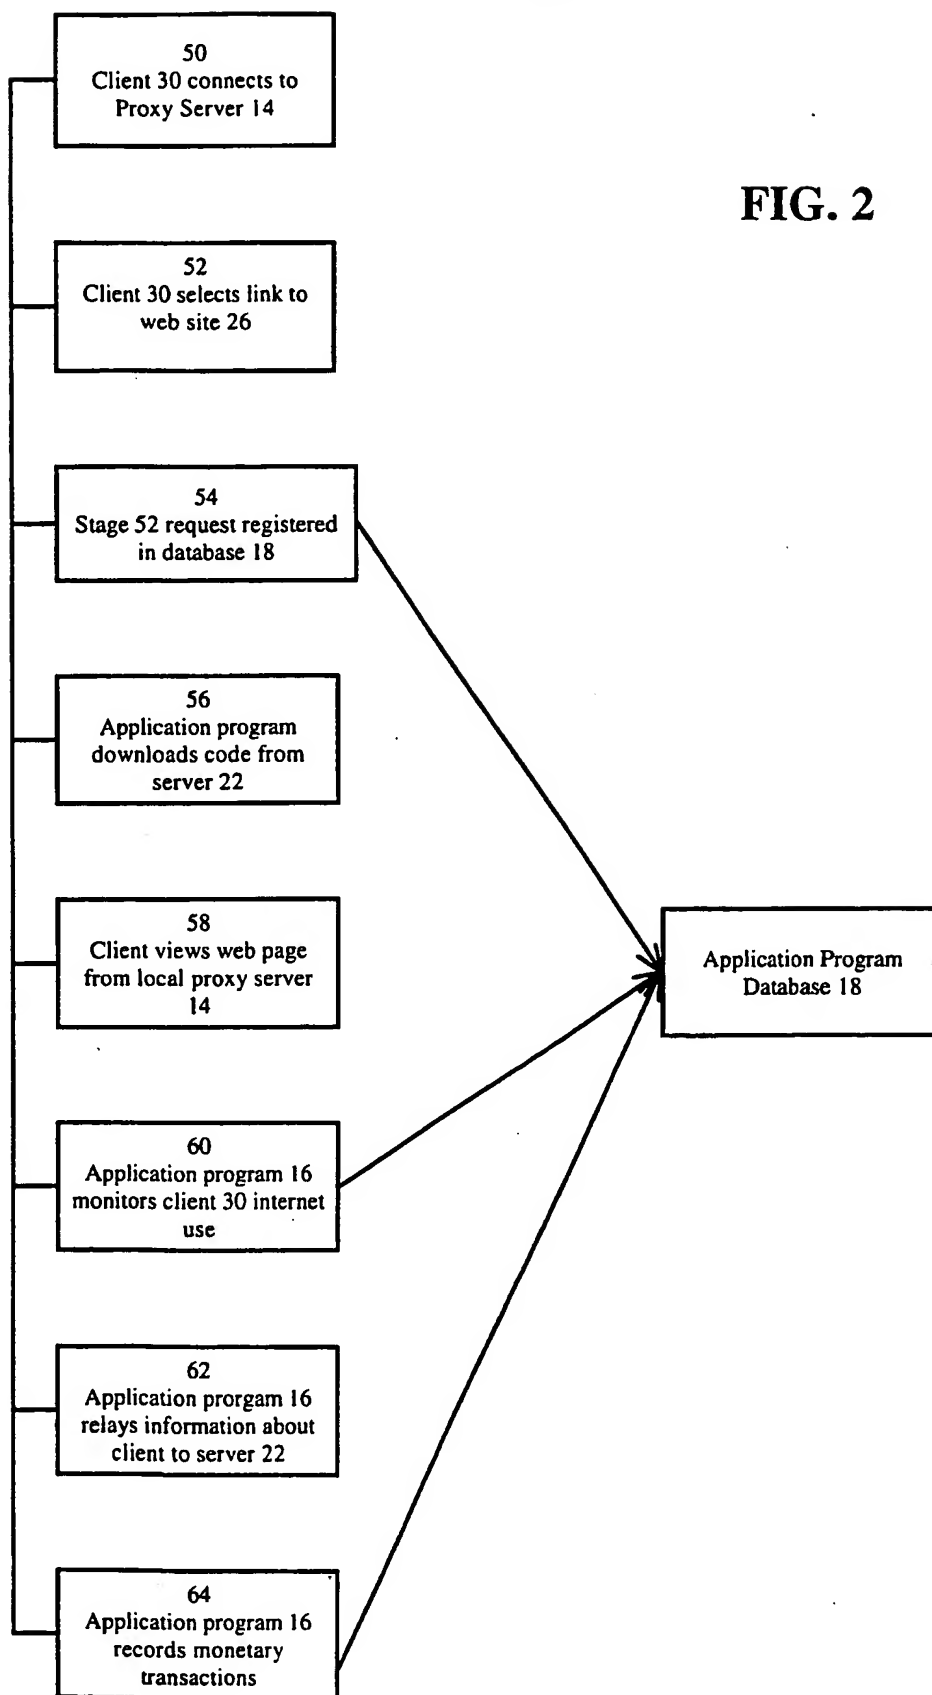 50
Client 30 connects to
Proxy Server 14
FIG. 2
52
Client 30 selects link to
web site 26
54
Stage 52 request registered
in database 18
56
Application program
downloads code from
server 22
58
Client views web page
from local proxy server
14
Application Program
Database 18
60
Application program 16
monitors client 30 internet
use
62
Application prorgam 16
relays information about
client to server 22
64
Application program 16
records monetary
transactions